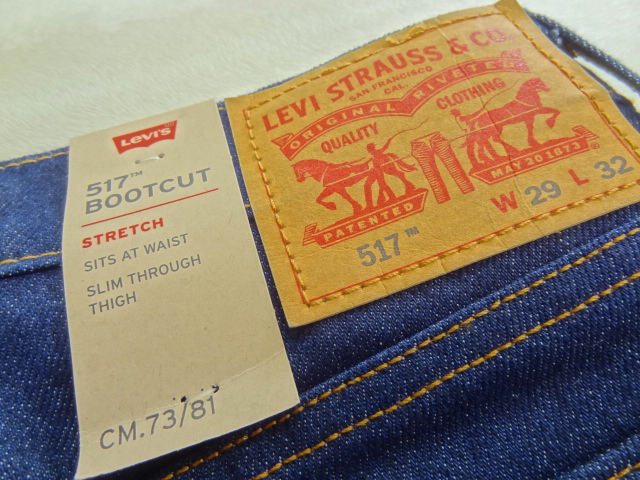 Levi's
517™
BOOTCUT
STRETCH
SITS AT WAIST
SLIM THROUGH
THIGH
CM.73/81
LEVI STRAUSS & CO.
SAN FRANCISCO
CAL.
ORIGINAL RIVETED
QUALITY CLOTHING
PATENTED
MAY 20 1873
517™
W 29 L 32